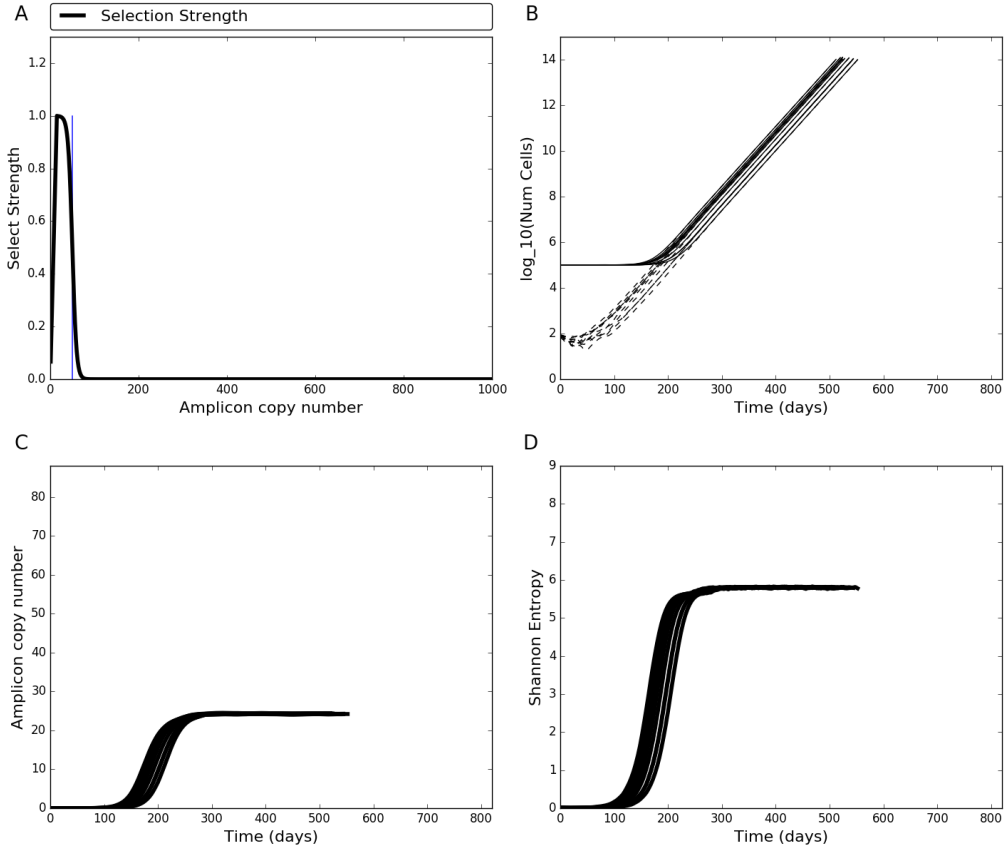 A
Selection Strength
B
1.2
1.0
0.8
0.6
0.4
0.2
0.0
Select Strength
0 200 400 600 800 1000
Amplicon copy number
14
12
10
8
6
4
2
0
log_10(Num Cells)
0 100 200 300 400 500 600 700 800
Time (days)
C
80
70
60
50
40
30
20
10
0
Amplicon copy number
0 100 200 300 400 500 600 700 800
Time (days)
D
9
8
7
6
5
4
3
2
1
0
Shannon Entropy
0 100 200 300 400 500 600 700 800
Time (days)